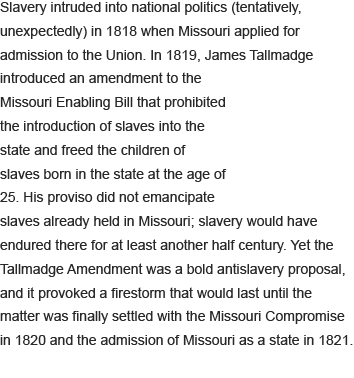 Slavery intruded into national politics (tentatively,
unexpectedly) in 1818 when Missouri applied for
admission to the Union. In 1819, James Tallmadge
introduced an amendment to the
Missouri Enabling Bill that prohibited
the introduction of slaves into the
state and freed the children of
slaves born in the state at the age of
25. His proviso did not emancipate
slaves already held in Missouri; slavery would have
endured there for at least another half century. Yet the
Tallmadge Amendment was a bold antislavery proposal,
and it provoked a firestorm that would last until the
matter was finally settled with the Missouri Compromise
in 1820 and the admission of Missouri as a state in 1821.